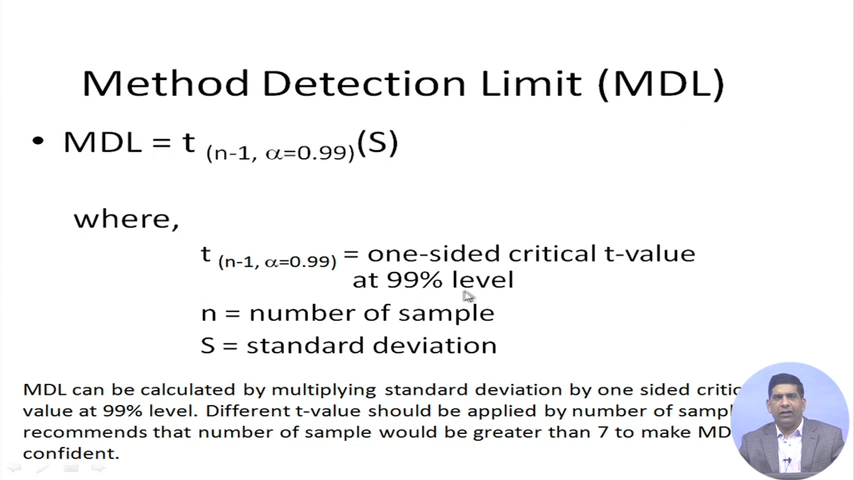 Method Detection Limit (MDL)
• MDL = t (n-1, α=0.99)(S)
where,
t (n-1, α=0.99) = one-sided critical t-value
at 99% level
n = number of sample
S = standard deviation
MDL can be calculated by multiplying standard deviation by one sided
value at 99% level. Different t-value should be applied by number of
recommends that number of sample would be greater than 7 to make
confident.